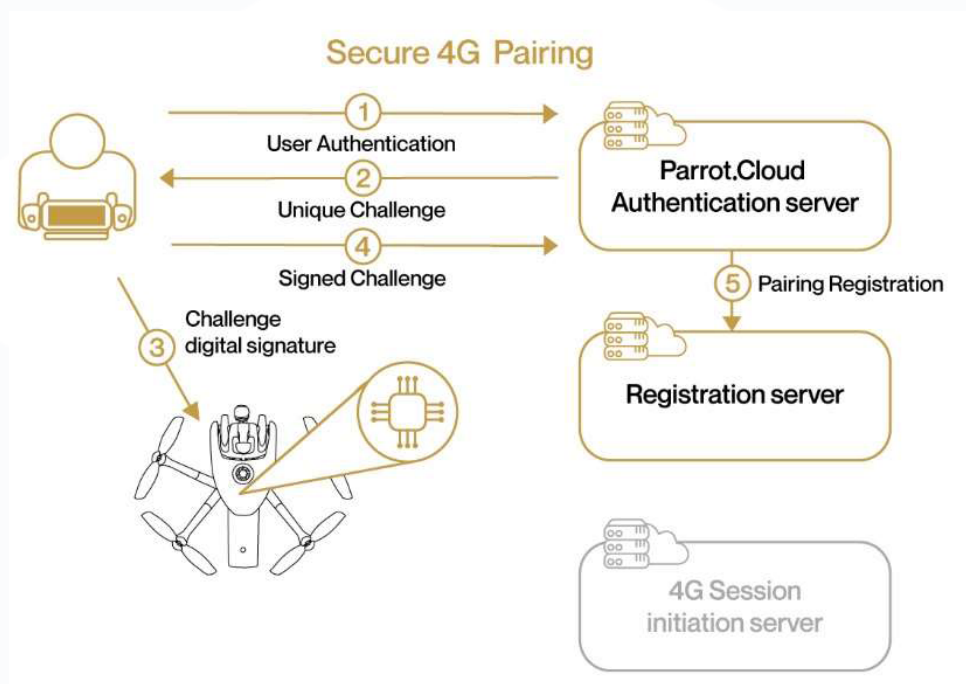 Secure 4G Pairing
1
User Authentication
2
Unique Challenge
4
Signed Challenge
3
Challenge
digital signature
Parrot.Cloud
Authentication server
5
Pairing Registration
Registration server
4G Session
initiation server